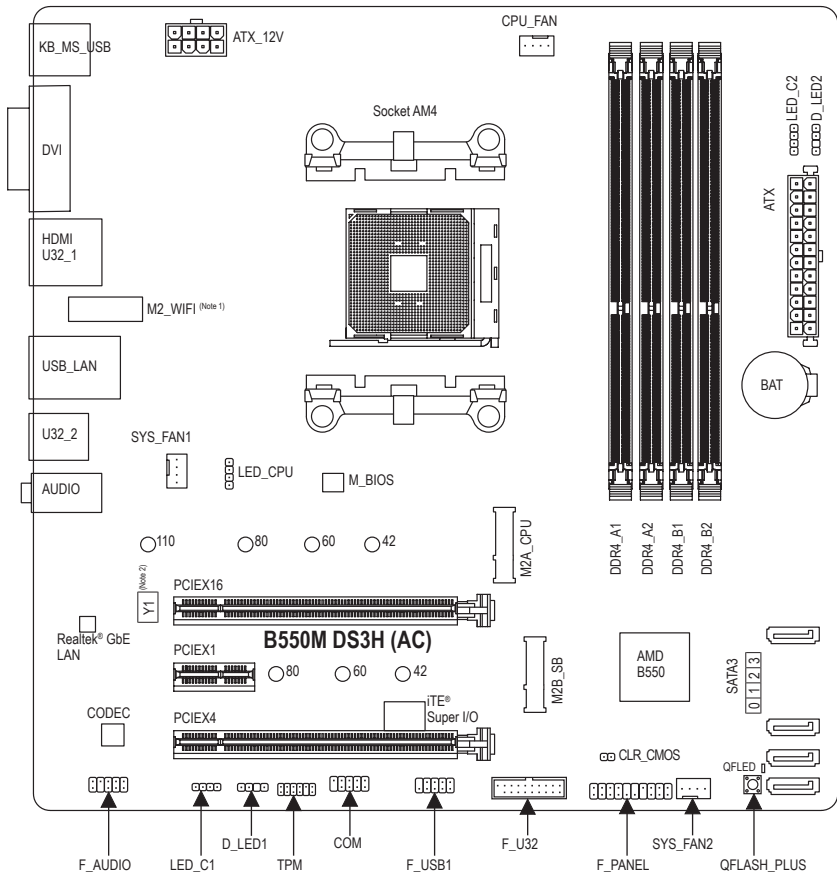 KB_MS_USB
ATX_12V
CPU_FAN
LED_C2
D_LED2
Socket AM4
DVI
ATX
HDMI
U32_1
M2_WIFI (Note 1)
USB_LAN
BAT
U32_2
SYS_FAN1
LED_CPU
M_BIOS
AUDIO
110
80
60
42
M2A_CPU
DDR4_A1
DDR4_A2
DDR4_B1
DDR4_B2
(Note 2)
Y1
PCIEX16
Realtek® GbE
LAN
B550M DS3H (AC)
PCIEX1
80
60
42
M2B_SB
AMD
B550
SATA3
0 1 2 3
CODEC
PCIEX4
iTE®
Super I/O
CLR_CMOS
QFLED
F_AUDIO
LED_C1
D_LED1
TPM
COM
F_USB1
F_U32
F_PANEL
SYS_FAN2
QFLASH_PLUS